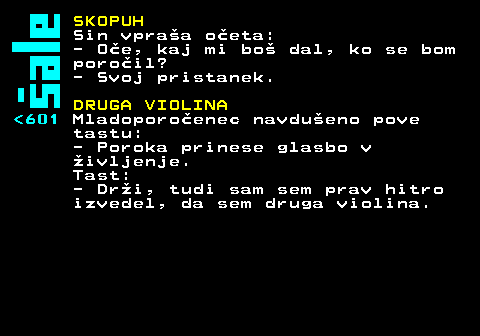 Šale
<601
SKOPUH
Sin vpraša očeta:
- Oče, kaj mi boš dal, ko se bom
poročil?
- Svoj pristanek.
DRUGA VIOLINA
Mladoporočenec navdušeno pove
tastu:
- Poroka prinese glasbo v
življenje.
Tast:
- Drži, tudi sam sem prav hitro
izvedel, da sem druga violina.